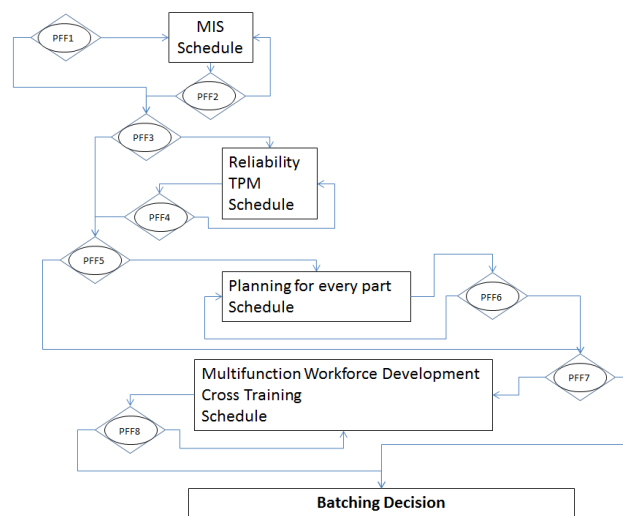 PFF1
MIS
Schedule
PFF2
PFF3
Reliability
TPM
Schedule
PFF4
PFF5
Planning for every part
Schedule
PFF6
Multifunction Workforce Development
Cross Training
Schedule
PFF7
PFF8
Batching Decision